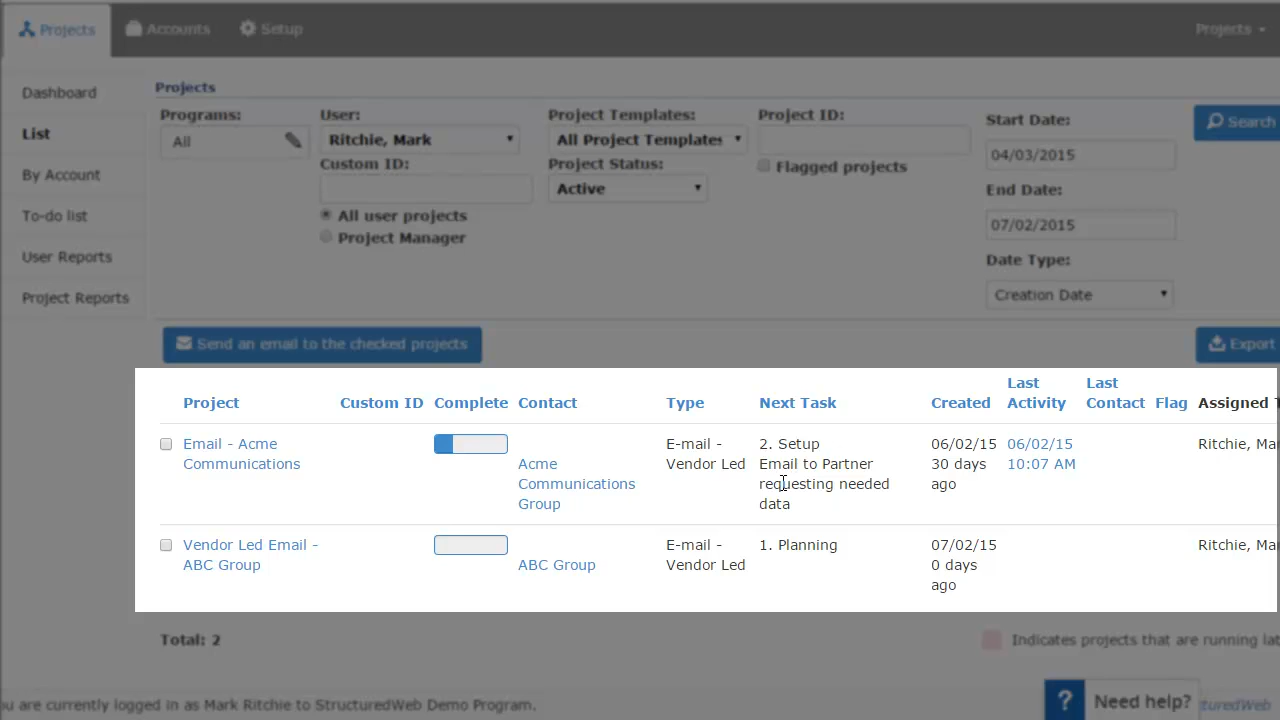 Projects Accounts Setup Projects
Dashboard
List
By Account
To-do list
User Reports
Project Reports
Projects
Programs: User: Project Templates: Project ID: Start Date:
All Ritchie, Mark All Project Templates Search
Custom ID: Project Status: Flagged projects 04/03/2015
Active End Date:
All user projects 07/02/2015
Project Manager Date Type:
Creation Date
Send an email to the checked projects Export
Project Custom ID Complete Contact Type Next Task Created Last Activity Last Contact Flag Assigned
Email - Acme E-mail - 2. Setup 06/02/15 06/02/15 Ritchie, Ma
Communications Acme Vendor Led Email to Partner 30 days 10:07 AM
Communications requesting needed ago
Group data
Vendor Led Email - E-mail - 1. Planning 07/02/15 Ritchie, Ma
ABC Group ABC Group Vendor Led 0 days
ago
Total: 2 Indicates projects that are running lat
ou are currently logged in as Mark Ritchie to StructuredWeb Demo Program. ? Need help? turedWeb